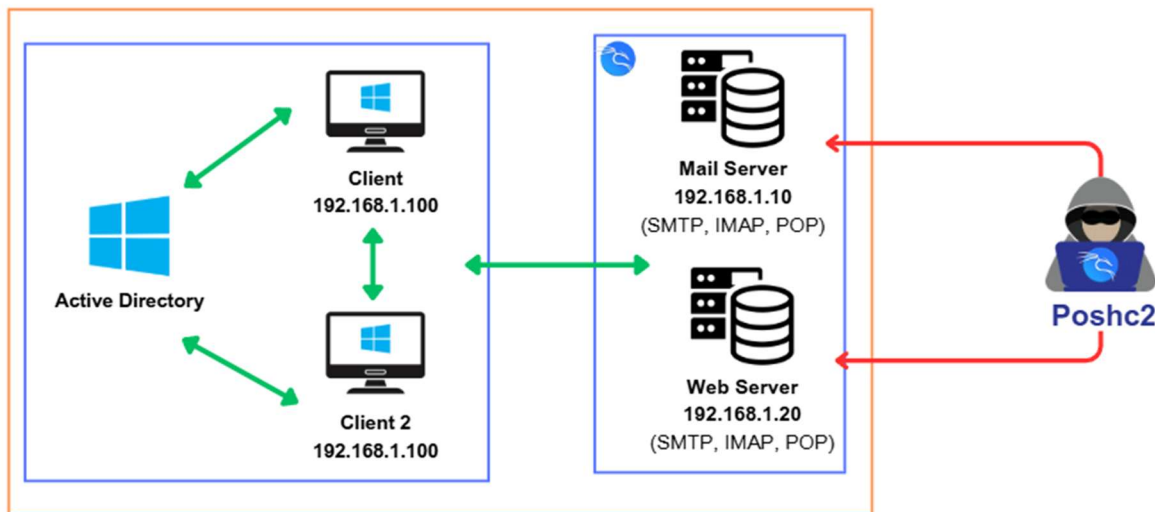 Client
192.168.1.100
Active Directory
Client 2
192.168.1.100
Mail Server
192.168.1.10
(SMTP, IMAP, POP)
Web Server
192.168.1.20
(SMTP, IMAP, POP)
Poshc2